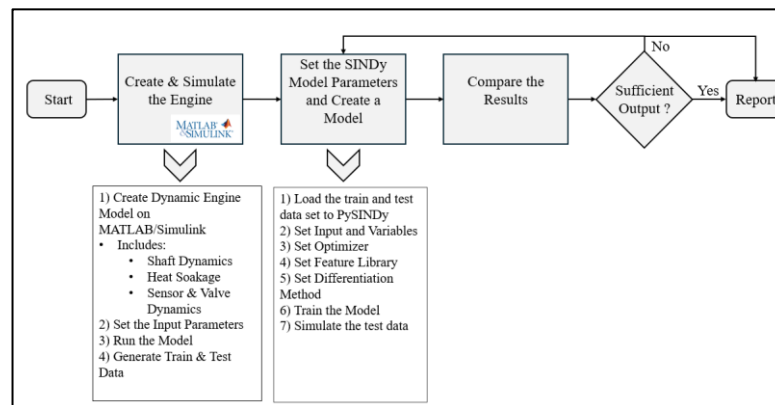 Start
Create & Simulate
the Engine
MATLAB
&SIMULINK
Set the SINDy
Model Parameters
and Create a
Model
Compare the
Results
Sufficient
Output ?
No
Yes
Report
1) Create Dynamic Engine
Model on
MATLAB/Simulink
• Includes:
• Shaft Dynamics
• Heat Soakage
• Sensor & Valve
Dynamics
2) Set the Input Parameters
3) Run the Model
4) Generate Train & Test
Data
1) Load the train and test
data set to PySINDy
2) Set Input and Variables
3) Set Optimizer
4) Set Feature Library
5) Set Differentiation
Method
6) Train the Model
7) Simulate the test data